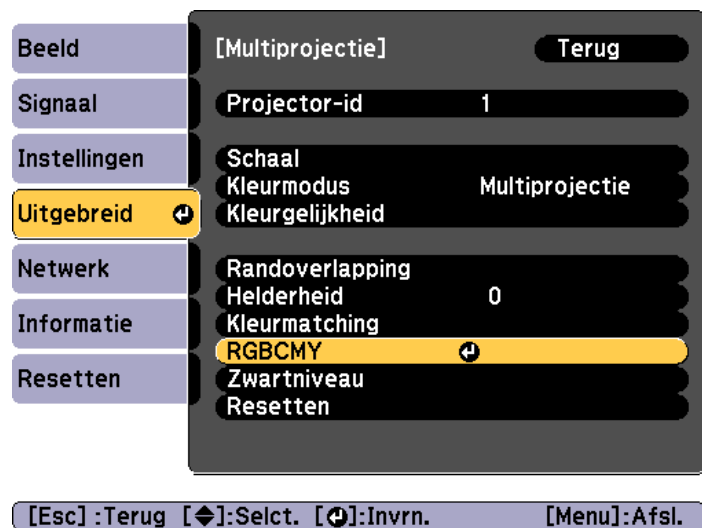 Beeld
Signaal
Instellingen
Uitgebreid
Netwerk
Informatie
Resetten
[Multiprojectie] Terug
Projector-id 1
Schaal
Kleurmodus Multiprojectie
Kleurgelijkheid
Randoverlapping
Helderheid 0
Kleurmatching
RGBCMY
Zwartniveau
Resetten
[Esc] :Terug [◆]:Selct. [⏎]:Invrn. [Menu]:Afsl.